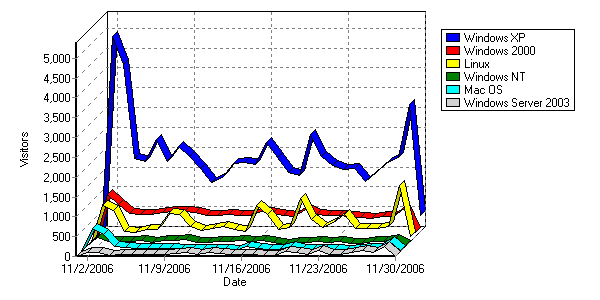 5,000
4,500
4,000
3,500
3,000
2,500
2,000
1,500
1,000
500
0
Visitors
11/2/2006 11/9/2006 11/16/2006 11/23/2006 11/30/2006
Date
Windows XP
Windows 2000
Linux
Windows NT
Mac OS
Windows Server 2003